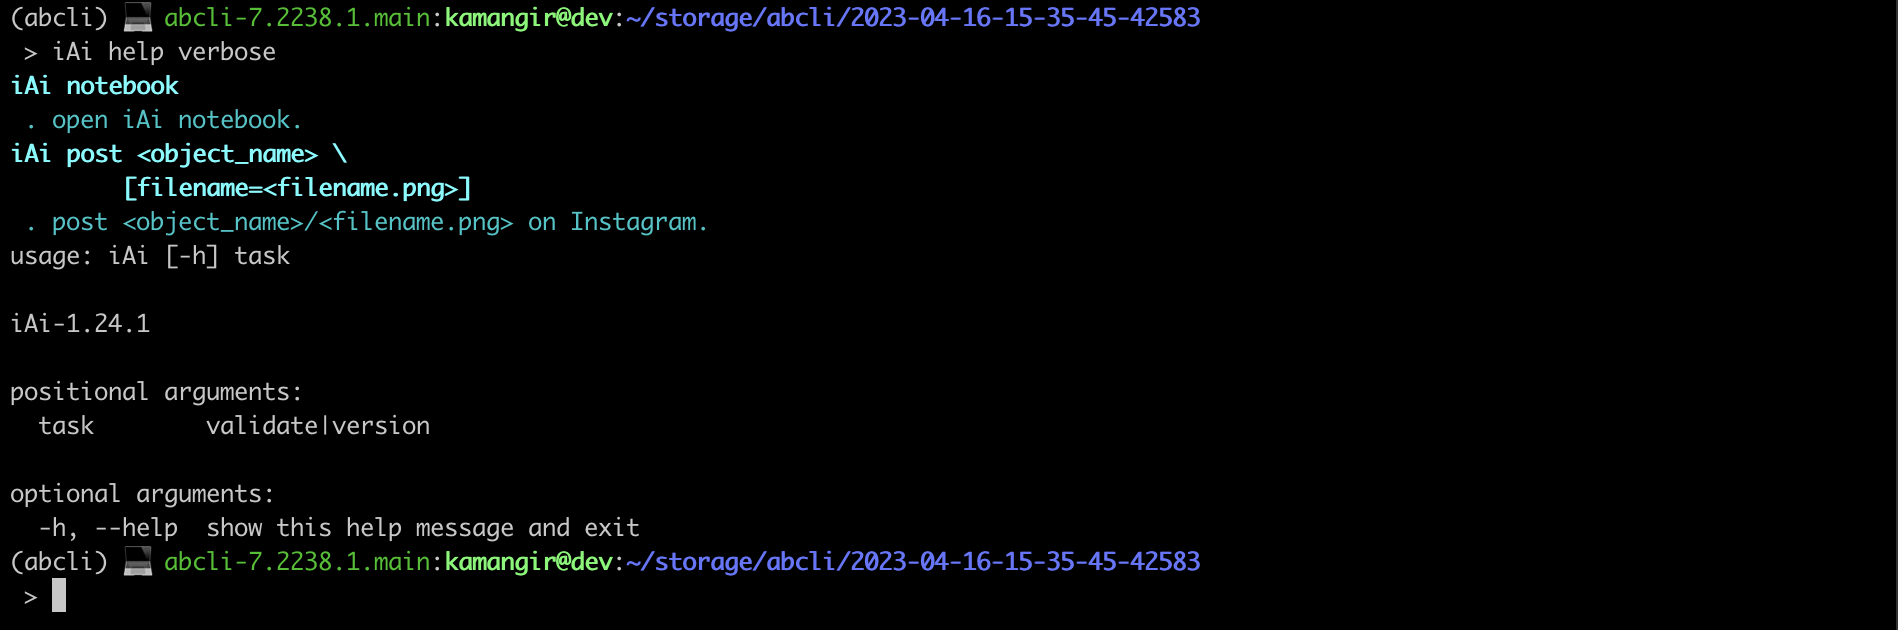 (abcli) 💻 abcli-7.2238.1.main:kamangir@dev:~/storage/abcli/2023-04-16-15-35-45-42583
 > iAi help verbose
iAi notebook
 . open iAi notebook.
iAi post <object_name> \
        [filename=<filename.png>]
 . post <object_name>/<filename.png> on Instagram.
usage: iAi [-h] task

iAi-1.24.1

positional arguments:
  task        validate|version

optional arguments:
  -h, --help  show this help message and exit
(abcli) 💻 abcli-7.2238.1.main:kamangir@dev:~/storage/abcli/2023-04-16-15-35-45-42583
 >